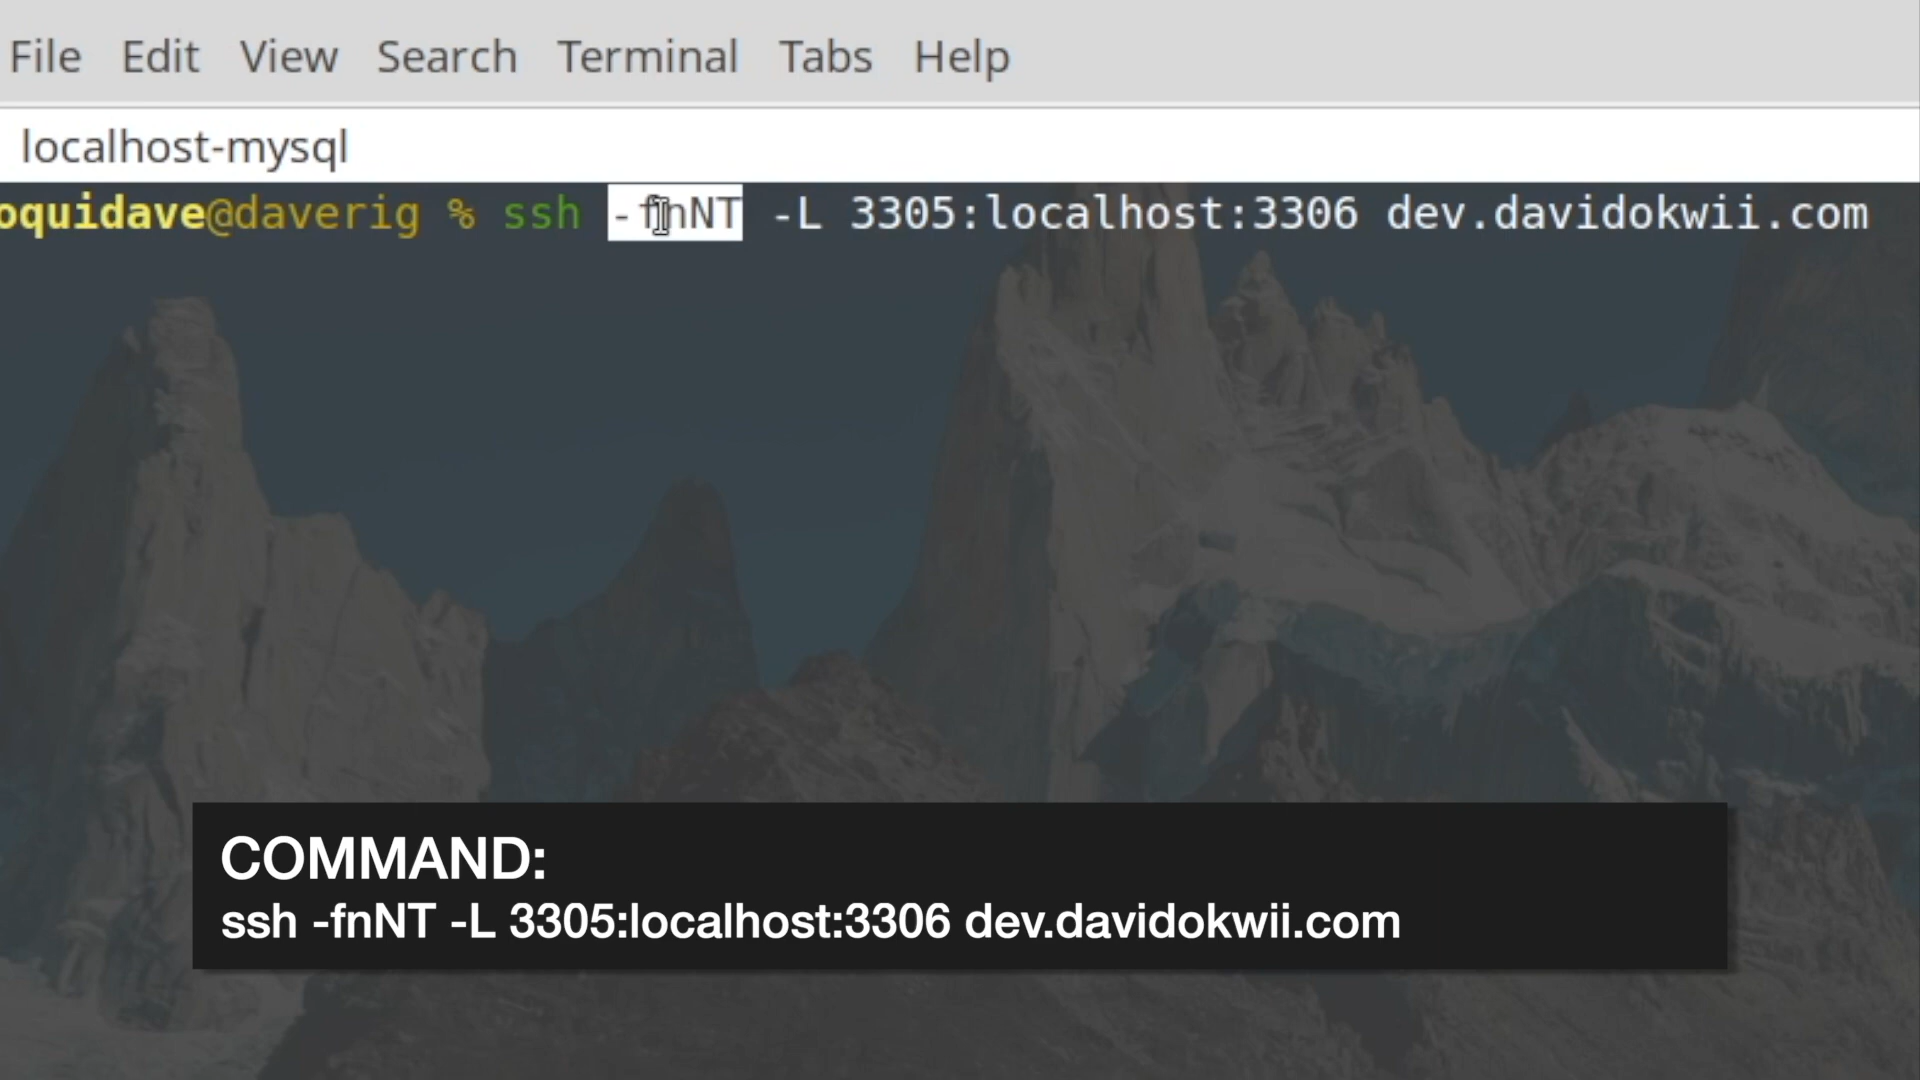 File Edit View Search Terminal Tabs Help
localhost-mysql
oquidave@daverig % ssh -fnNT -L 3305:localhost:3306 dev.davidokwii.com
COMMAND:
ssh -fnNT -L 3305:localhost:3306 dev.davidokwii.com